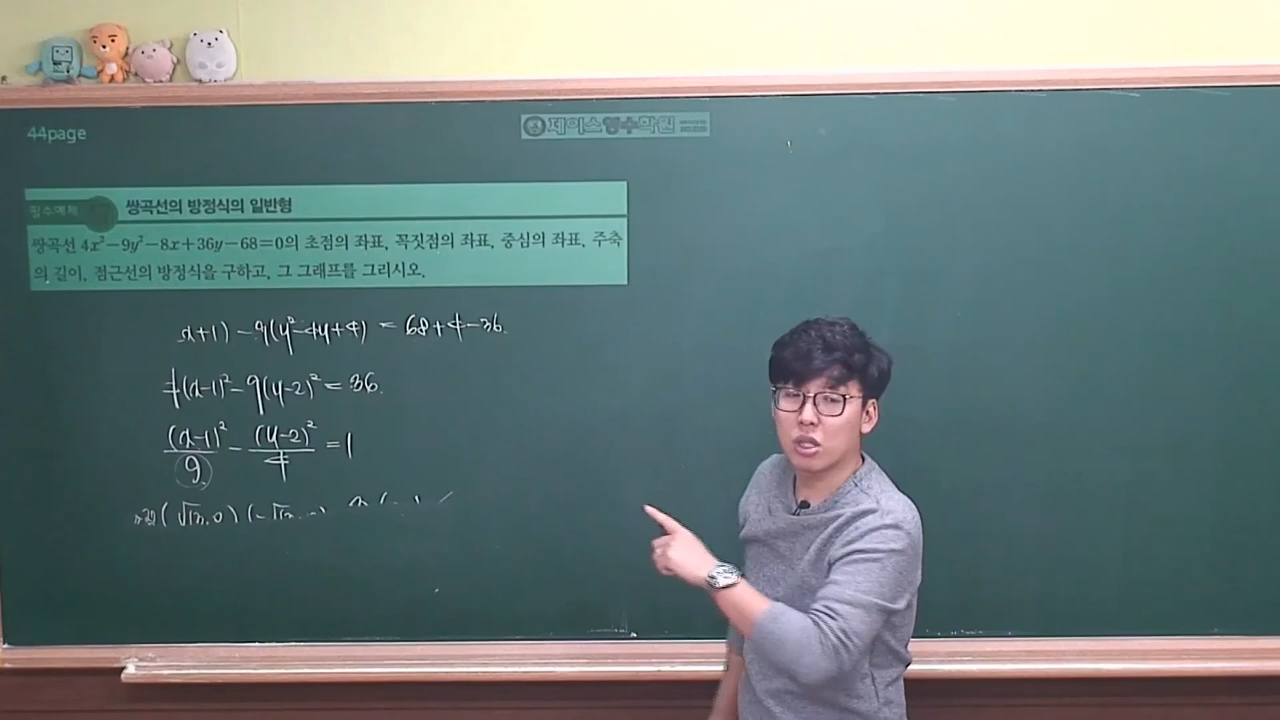 44page
제이스영수학원
필수예제
쌍곡선의 방정식의 일반형
쌍곡선 4x²−9y²−8x+36y−68=0의 초점의 좌표, 꼭짓점의 좌표, 중심의 좌표, 주축
의 길이, 점근선의 방정식을 구하고, 그 그래프를 그리시오.
x+1) − 9(y²−4y+4) = 68+4−36.
4(x−1)² − 9(y−2)² = 36.
(x−1)²/9 − (y−2)²/4 = 1
(√13, 0) (−√13,